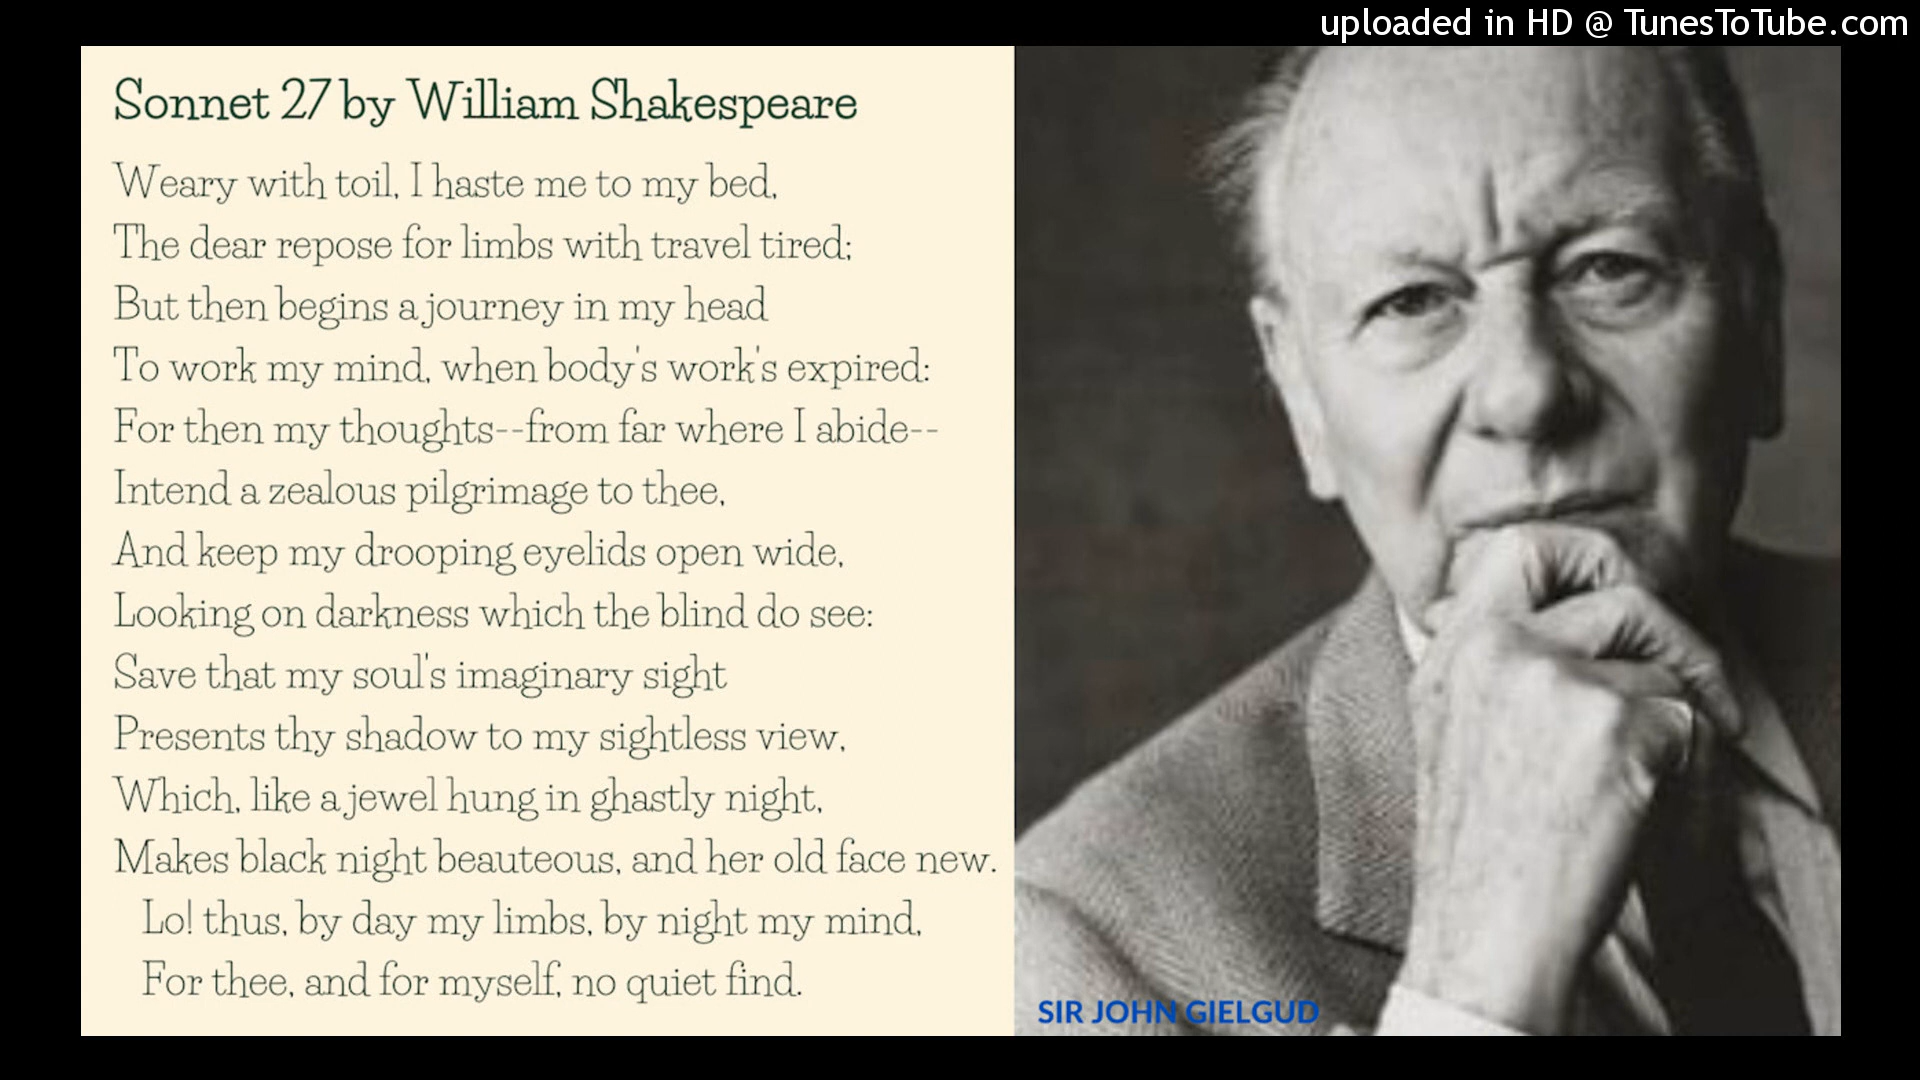 uploaded in HD @ TunesToTube.com
Sonnet 27 by William Shakespeare
Weary with toil, I haste me to my bed,
The dear repose for limbs with travel tired;
But then begins a journey in my head
To work my mind, when body's work's expired:
For then my thoughts--from far where I abide--
Intend a zealous pilgrimage to thee,
And keep my drooping eyelids open wide,
Looking on darkness which the blind do see:
Save that my soul's imaginary sight
Presents thy shadow to my sightless view,
Which, like a jewel hung in ghastly night,
Makes black night beauteous, and her old face new.
Lo! thus, by day my limbs, by night my mind,
For thee, and for myself, no quiet find.
SIR JOHN GIELGUD